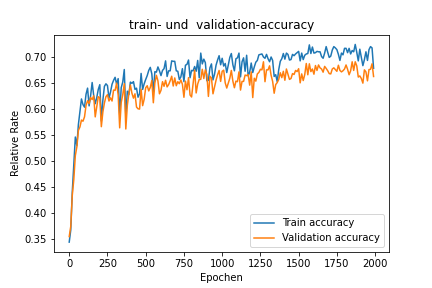 train- und  validation-accuracy
Relative Rate
0.70
0.65
0.60
0.55
0.50
0.45
0.40
0.35
0 250 500 750 1000 1250 1500 1750 2000
Epochen
Train accuracy
Validation accuracy